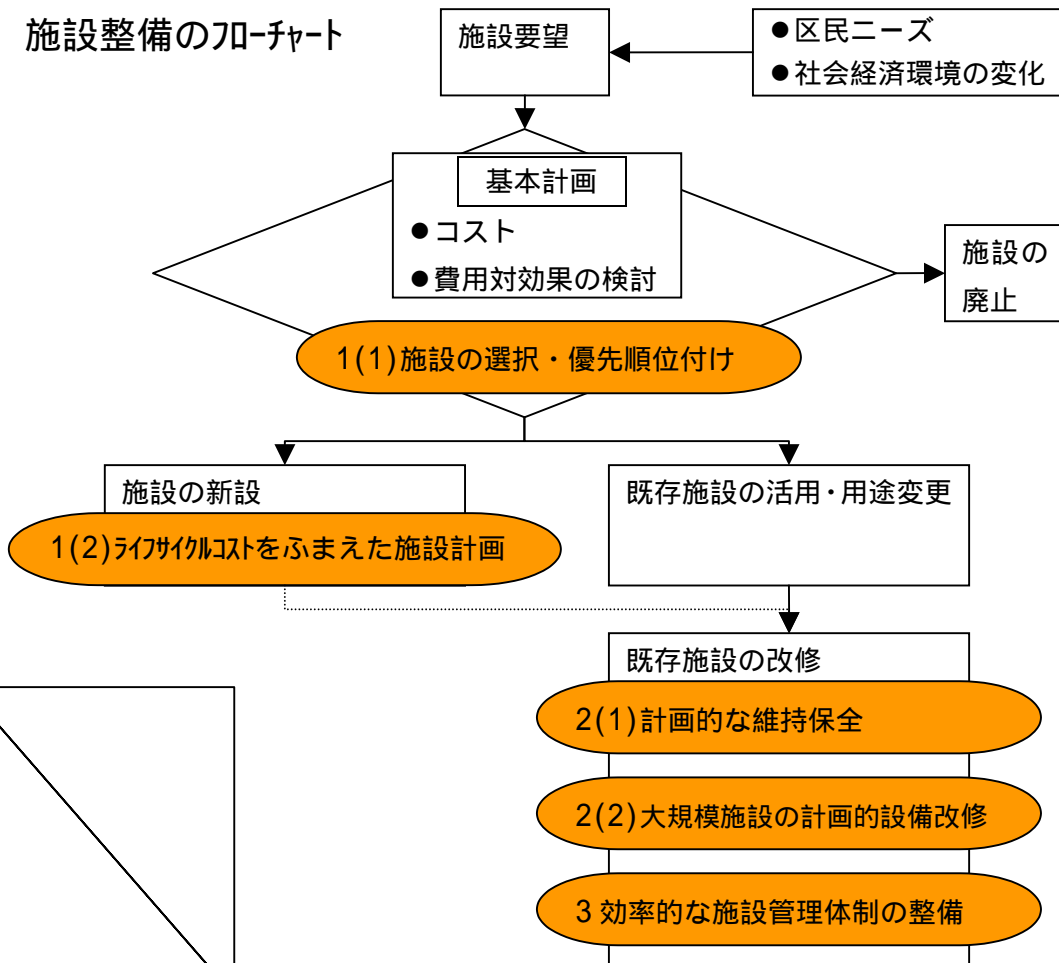 施設整備のフローチャート
施設要望
●区民ニーズ
●社会経済環境の変化
基本計画
●コスト
●費用対効果の検討
施設の
廃止
1(1)施設の選択・優先順位付け
施設の新設
既存施設の活用・用途変更
1(2)ライフサイクルコストをふまえた施設計画
既存施設の改修
2(1)計画的な維持保全
2(2)大規模施設の計画的設備改修
3 効率的な施設管理体制の整備